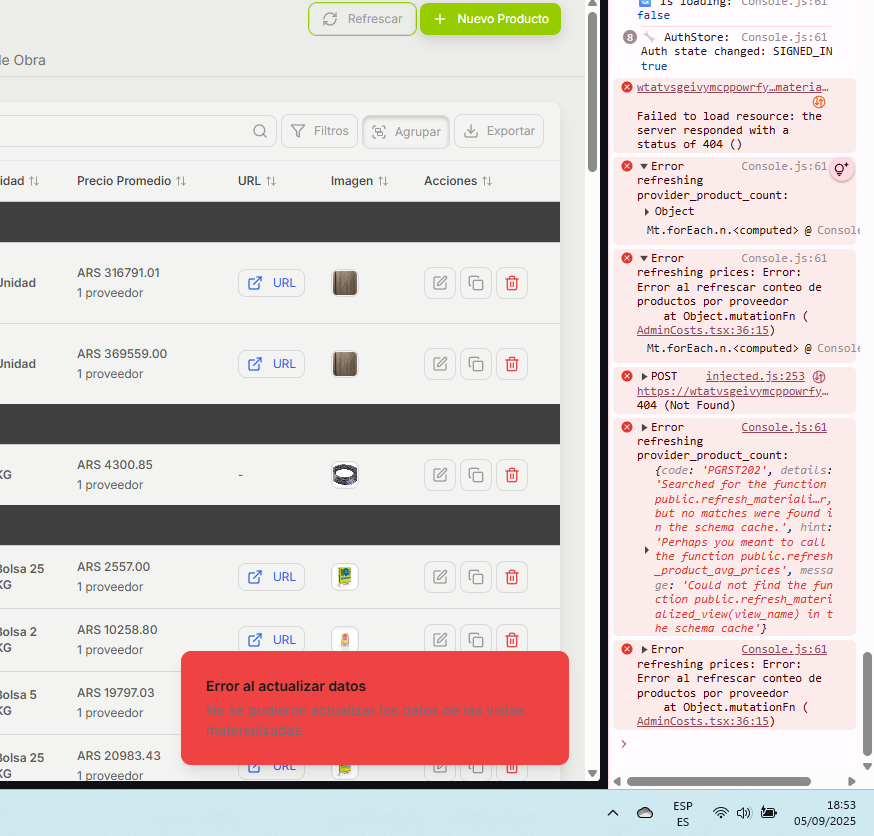 Refrescar
Nuevo Producto
de Obra
Filtros
Agrupar
Exportar
idad
Precio Promedio
URL
Imagen
Acciones
Unidad
ARS 316791.01
1 proveedor
URL
Unidad
ARS 369559.00
1 proveedor
URL
KG
ARS 4300.85
1 proveedor
-
Bolsa 25
KG
ARS 2557.00
1 proveedor
URL
Bolsa 2
KG
ARS 10258.80
1 proveedor
URL
Bolsa 5
KG
ARS 19797.03
1 proveedor
Bolsa 25
KG
ARS 20983.43
1 proveedor
URL
Error al actualizar datos
No se pudieron actualizar los datos de las vistas
materializadas.
Is loading: Console.js:61
false
8 AuthStore: Console.js:61
Auth state changed: SIGNED_IN
true
wtatvsgeivymcppowrfy…materia…
Failed to load resource: the
server responded with a
status of 404 ()
Error Console.js:61
refreshing
provider_product_count:
Object
Mt.forEach.n.<computed> @ Console
Error Console.js:61
refreshing prices: Error:
Error al refrescar conteo de
productos por proveedor
at Object.mutationFn (
AdminCosts.tsx:36:15)
Mt.forEach.n.<computed> @ Console
POST injected.js:253
https://wtatvsgeivymcppowrfy…
404 (Not Found)
Error Console.js:61
refreshing
provider_product_count:
{code: 'PGRST202', details:
'Searched for the function
public.refresh_materiali…r,
but no matches were found i
n the schema cache.', hint:
'Perhaps you meant to call
the function public.refresh
_product_avg_prices', messa
ge: 'Could not find the fun
ction public.refresh_materi
alized_view(view_name) in t
he schema cache'}
Error Console.js:61
refreshing prices: Error:
Error al refrescar conteo de
productos por proveedor
at Object.mutationFn (
AdminCosts.tsx:36:15)
ESP
ES
18:53
05/09/2025